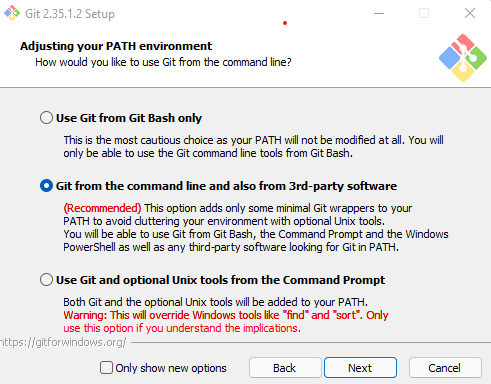 Git 2.35.1.2 Setup
Adjusting your PATH environment
How would you like to use Git from the command line?
Use Git from Git Bash only
This is the most cautious choice as your PATH will not be modified at all. You will
only be able to use the Git command line tools from Git Bash.
Git from the command line and also from 3rd-party software
(Recommended) This option adds only some minimal Git wrappers to your
PATH to avoid cluttering your environment with optional Unix tools.
You will be able to use Git from Git Bash, the Command Prompt and the Windows
PowerShell as well as any third-party software looking for Git in PATH.
Use Git and optional Unix tools from the Command Prompt
Both Git and the optional Unix tools will be added to your PATH.
Warning: This will override Windows tools like "find" and "sort". Only
use this option if you understand the implications.
https://gitforwindows.org/
Only show new options
Back
Next
Cancel